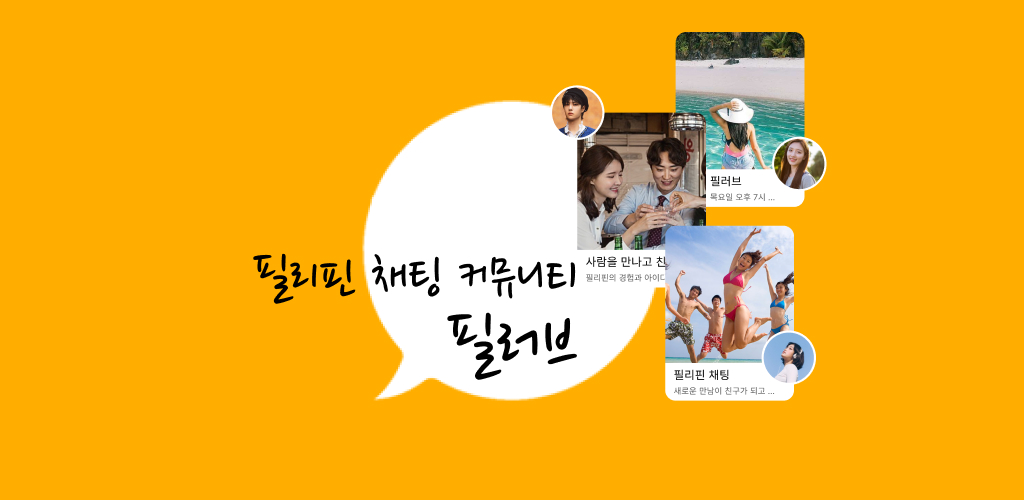 필리핀 채팅 커뮤니티
필러브
필러브
목요일 오후 7시 ...
사람을 만나고 친
필리핀의 경험과 아이디
필리핀 채팅
새로운 만남이 친구가 되고 ...